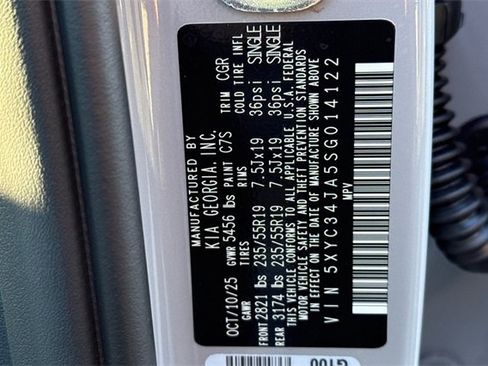 MANUFACTURED BY
KIA GEORGIA, INC.
OCT/10/25 GVWR 5456 lbs PAINT C7S TRIM CGR
GAWR TIRES RIMS COLD TIRE INFL
FRONT 2821 lbs 235/55R19 7.5Jx19 36psi SINGLE
REAR 3174 lbs 235/55R19 7.5Jx19 36psi SINGLE
THIS VEHICLE CONFORMS TO ALL APPLICABLE U.S.A. FEDERAL
MOTOR VEHICLE SAFETY AND THEFT PREVENTION STANDARDS
IN EFFECT ON THE DATE OF MANUFACTURE SHOWN ABOVE
VIN 5XYC34JA5SG014122
MPV